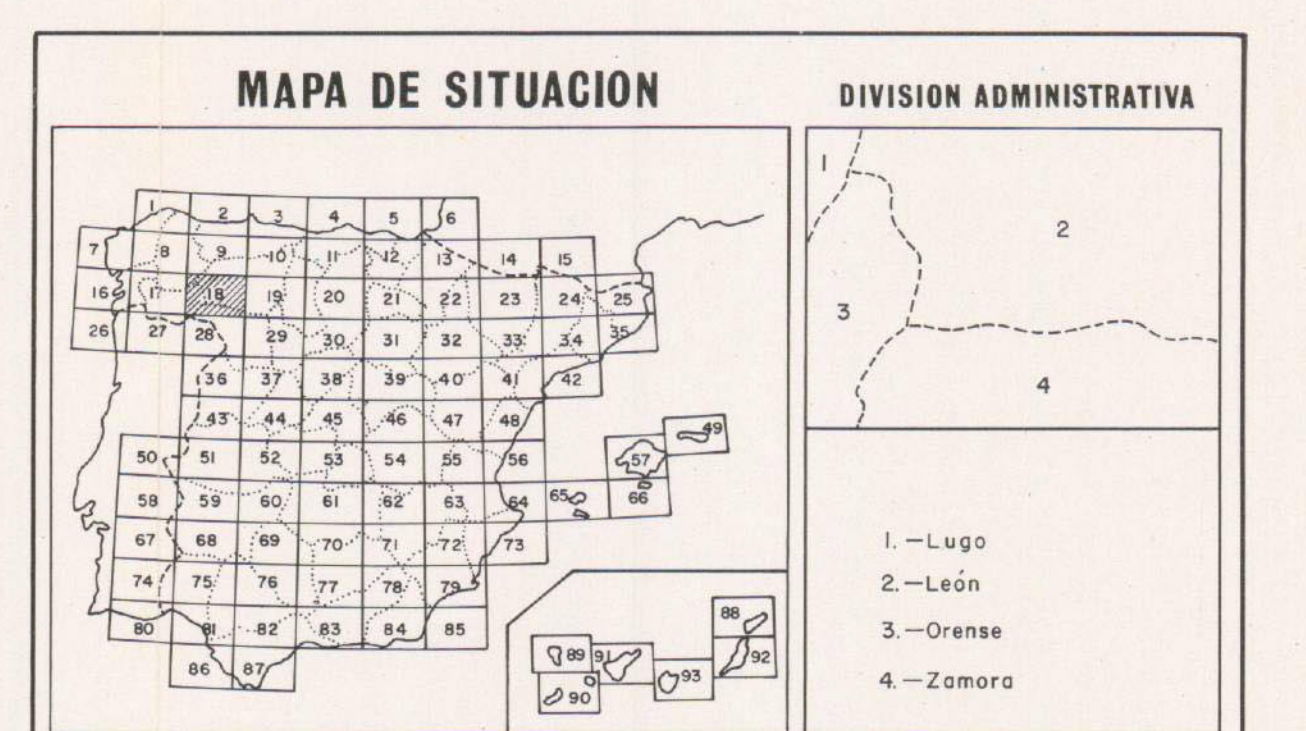 MAPA DE SITUACION
1 2 3 4 5 6
7 8 9 10 11 12 13 14 15
16 17 18 19 20 21 22 23 24 25
26 27 28 29 30 31 32 33 34 35
36 37 38 39 40 41 42
43 44 45 46 47 48 49
50 51 52 53 54 55 56 57
58 59 60 61 62 63 64 65 66
67 68 69 70 71 72 73
74 75 76 77 78 79
80 81 82 83 84 85
86 87
88
89 91 92
90 93
DIVISION ADMINISTRATIVA
1
2
3
4
1.—Lugo
2.—León
3.—Orense
4.—Zamora